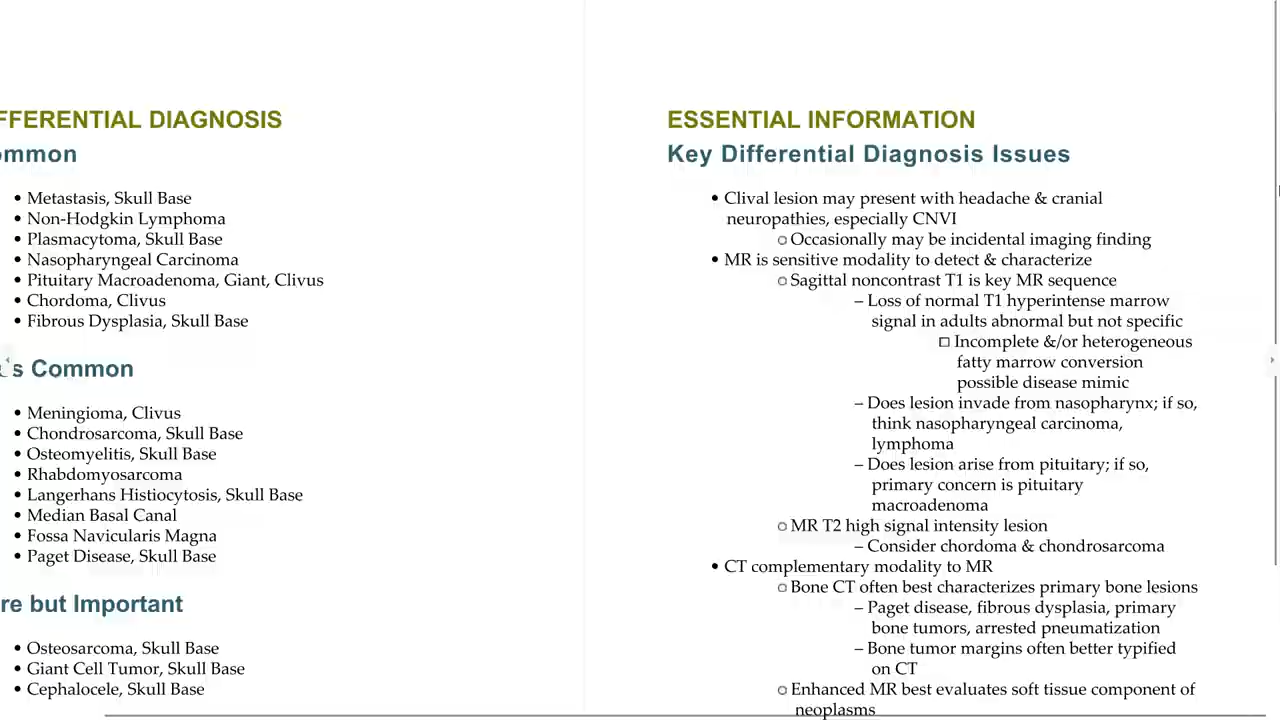 FFERENTIAL DIAGNOSIS
ommon
• Metastasis, Skull Base
• Non-Hodgkin Lymphoma
• Plasmacytoma, Skull Base
• Nasopharyngeal Carcinoma
• Pituitary Macroadenoma, Giant, Clivus
• Chordoma, Clivus
• Fibrous Dysplasia, Skull Base
s Common
• Meningioma, Clivus
• Chondrosarcoma, Skull Base
• Osteomyelitis, Skull Base
• Rhabdomyosarcoma
• Langerhans Histiocytosis, Skull Base
• Median Basal Canal
• Fossa Navicularis Magna
• Paget Disease, Skull Base
re but Important
• Osteosarcoma, Skull Base
• Giant Cell Tumor, Skull Base
• Cephalocele, Skull Base
ESSENTIAL INFORMATION
Key Differential Diagnosis Issues
• Clival lesion may present with headache & cranial
neuropathies, especially CNVI
○ Occasionally may be incidental imaging finding
• MR is sensitive modality to detect & characterize
○ Sagittal noncontrast T1 is key MR sequence
– Loss of normal T1 hyperintense marrow
signal in adults abnormal but not specific
□ Incomplete &/or heterogeneous
fatty marrow conversion
possible disease mimic
– Does lesion invade from nasopharynx; if so,
think nasopharyngeal carcinoma,
lymphoma
– Does lesion arise from pituitary; if so,
primary concern is pituitary
macroadenoma
○ MR T2 high signal intensity lesion
– Consider chordoma & chondrosarcoma
• CT complementary modality to MR
○ Bone CT often best characterizes primary bone lesions
– Paget disease, fibrous dysplasia, primary
bone tumors, arrested pneumatization
– Bone tumor margins often better typified
on CT
○ Enhanced MR best evaluates soft tissue component of
neoplasms